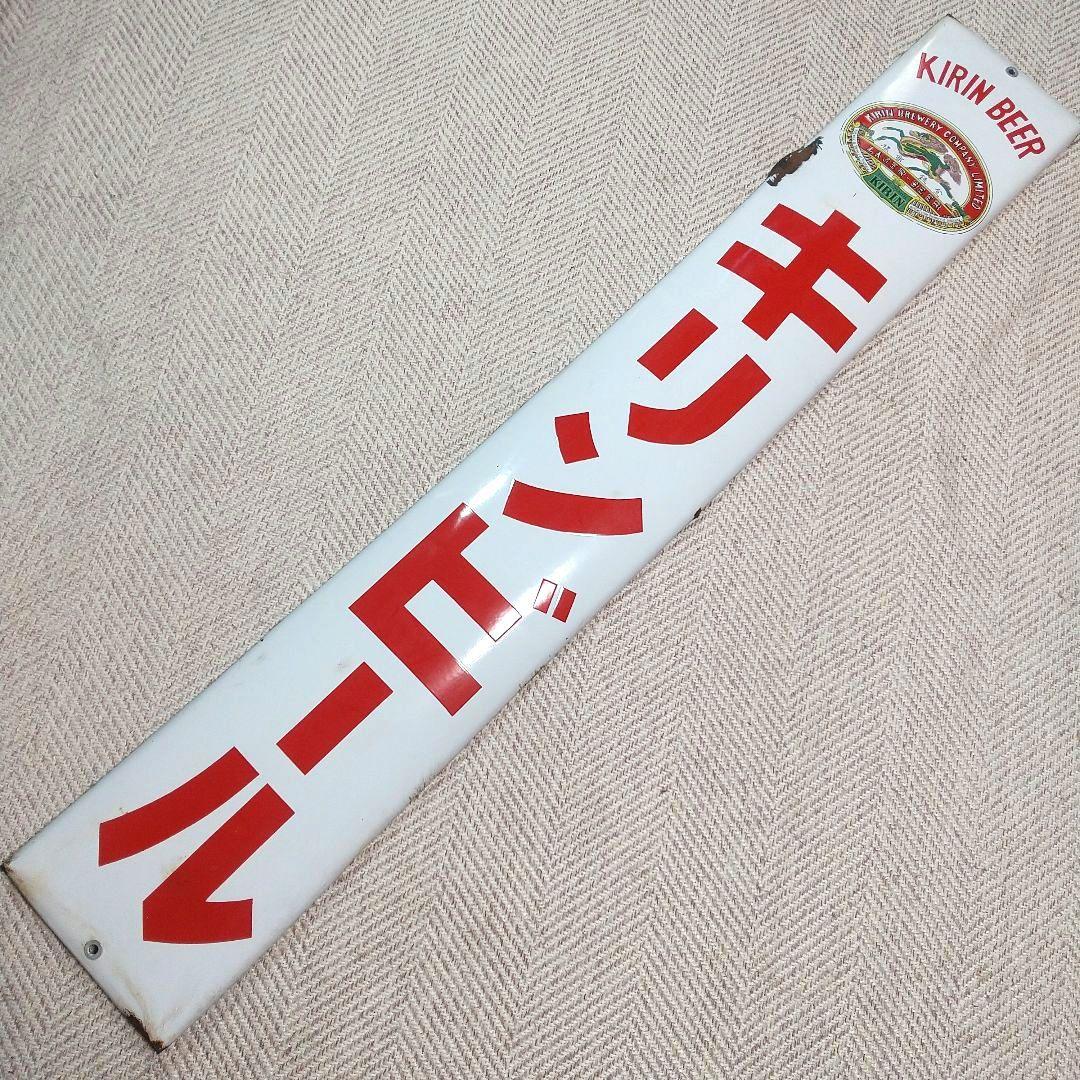 KIRIN BEER
KIRIN BREWERY COMPANY LIMITED
LAGER・BEER
KIRIN
キリンビール